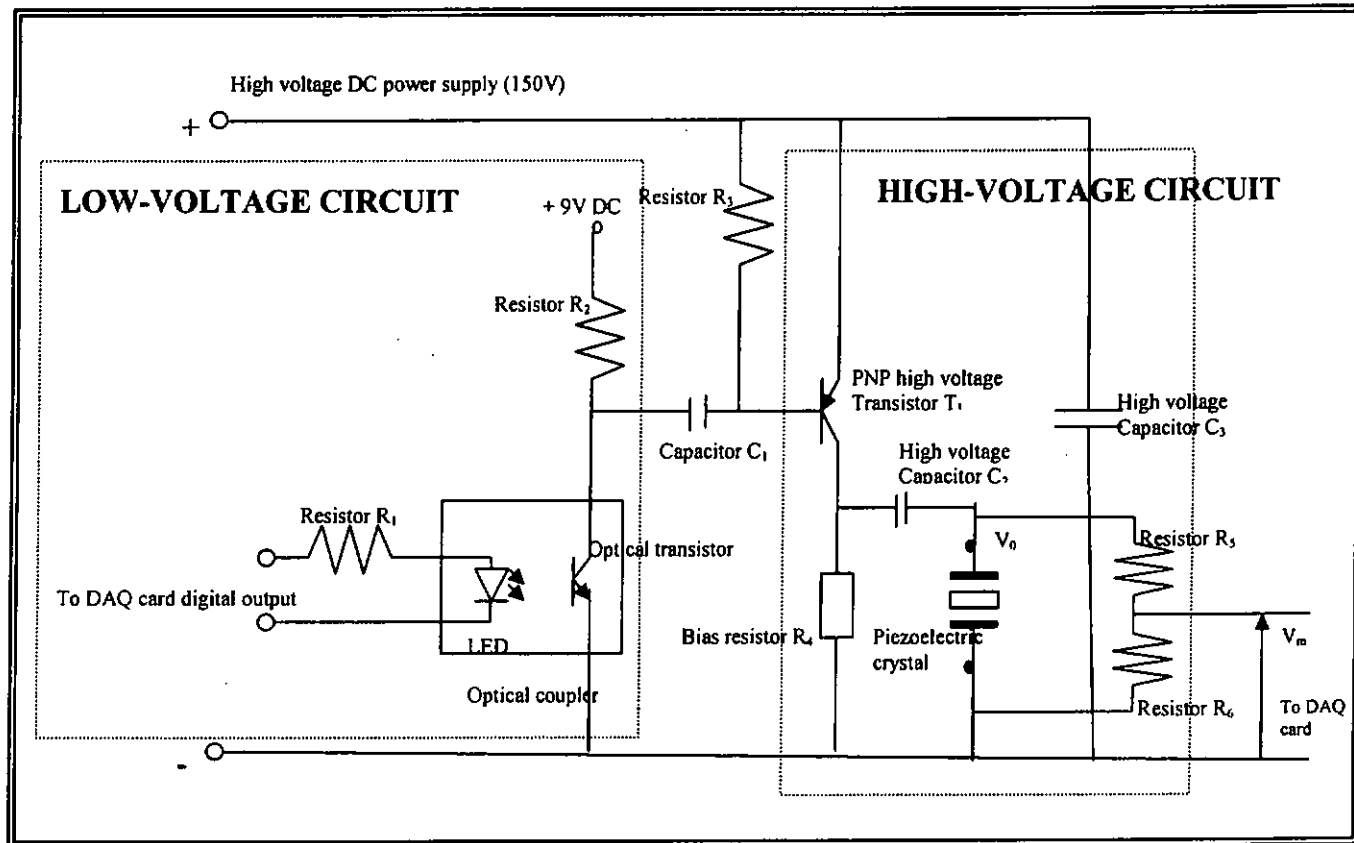 High voltage DC power supply (150V)
+
LOW-VOLTAGE CIRCUIT
HIGH-VOLTAGE CIRCUIT
+ 9V DC
Resistor R3
Resistor R2
PNP high voltage
Transistor T1
High voltage
Capacitor C3
Capacitor C1
High voltage
Capacitor C2
Resistor R1
Optical transistor
V0
Resistor R5
To DAQ card digital output
LED
Bias resistor R4
Piezoelectric
crystal
Vm
Optical coupler
Resistor R6
To DAQ
card
-